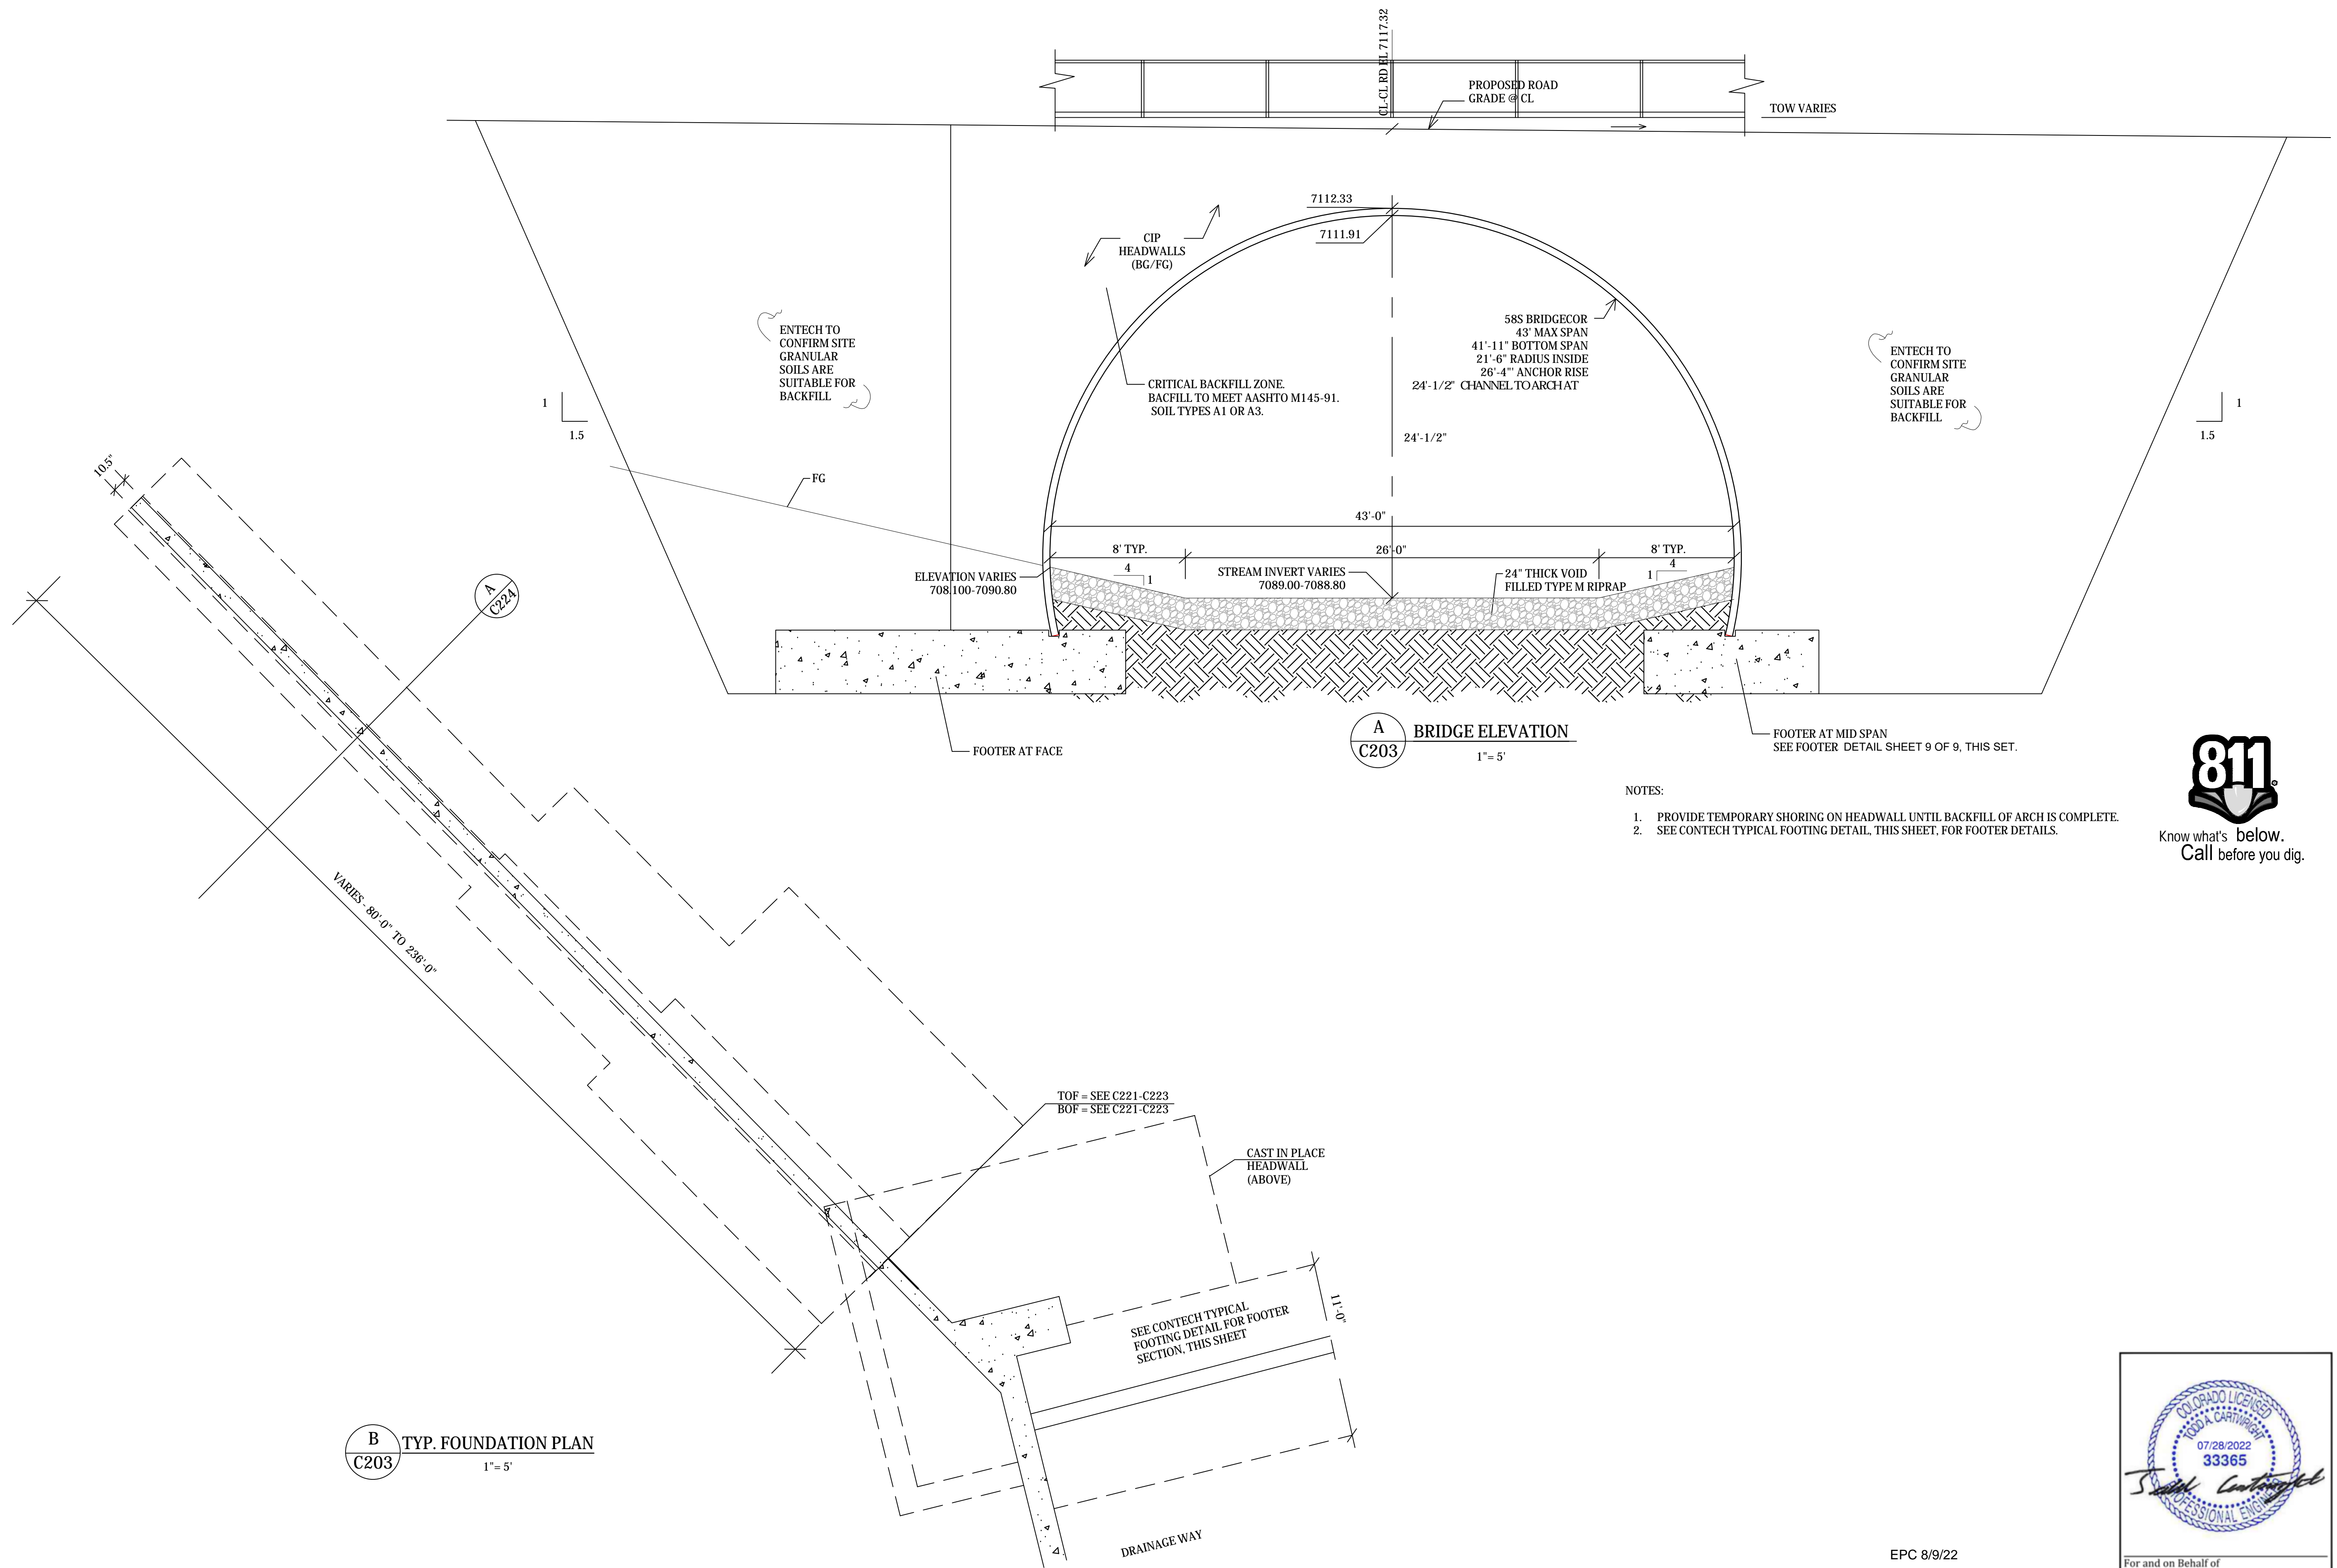 CL-CL RD EL 7117.32
PROPOSED ROAD
GRADE @ CL
TOW VARIES
7112.33
7111.91
CIP
HEADWALLS
(BG/FG)
58S BRIDGECOR
43' MAX SPAN
41'-11" BOTTOM SPAN
21'-6" RADIUS INSIDE
26'-4"' ANCHOR RISE
24'-1/2" CHANNEL TO ARCH AT
ENTECH TO
CONFIRM SITE
GRANULAR
SOILS ARE
SUITABLE FOR
BACKFILL
ENTECH TO
CONFIRM SITE
GRANULAR
SOILS ARE
SUITABLE FOR
BACKFILL
CRITICAL BACKFILL ZONE.
BACFILL TO MEET AASHTO M145-91.
SOIL TYPES A1 OR A3.
1
1.5
1
1.5
24'-1/2"
FG
10.5"
43'-0"
8' TYP.
26'-0"
8' TYP.
4
1
4
1
ELEVATION VARIES
708.100-7090.80
STREAM INVERT VARIES
7089.00-7088.80
24" THICK VOID
FILLED TYPE M RIPRAP
A
C224
FOOTER AT FACE
A
C203
BRIDGE ELEVATION
1"= 5'
FOOTER AT MID SPAN
SEE FOOTER DETAIL SHEET 9 OF 9, THIS SET.
NOTES:
1. PROVIDE TEMPORARY SHORING ON HEADWALL UNTIL BACKFILL OF ARCH IS COMPLETE.
2. SEE CONTECH TYPICAL FOOTING DETAIL, THIS SHEET, FOR FOOTER DETAILS.
811
Know what's below.
Call before you dig.
VARIES - 80'-0" TO 236'-0"
TOF = SEE C221-C223
BOF = SEE C221-C223
CAST IN PLACE
HEADWALL
(ABOVE)
SEE CONTECH TYPICAL
FOOTING DETAIL FOR FOOTER
SECTION, THIS SHEET
11'-0"
B
C203
TYP. FOUNDATION PLAN
1"= 5'
DRAINAGE WAY
COLORADO LICENSED
TODD A. CARTWRIGHT
07/28/2022
33365
PROFESSIONAL ENGINEER
Todd Cartwright
For and on Behalf of
EPC 8/9/22